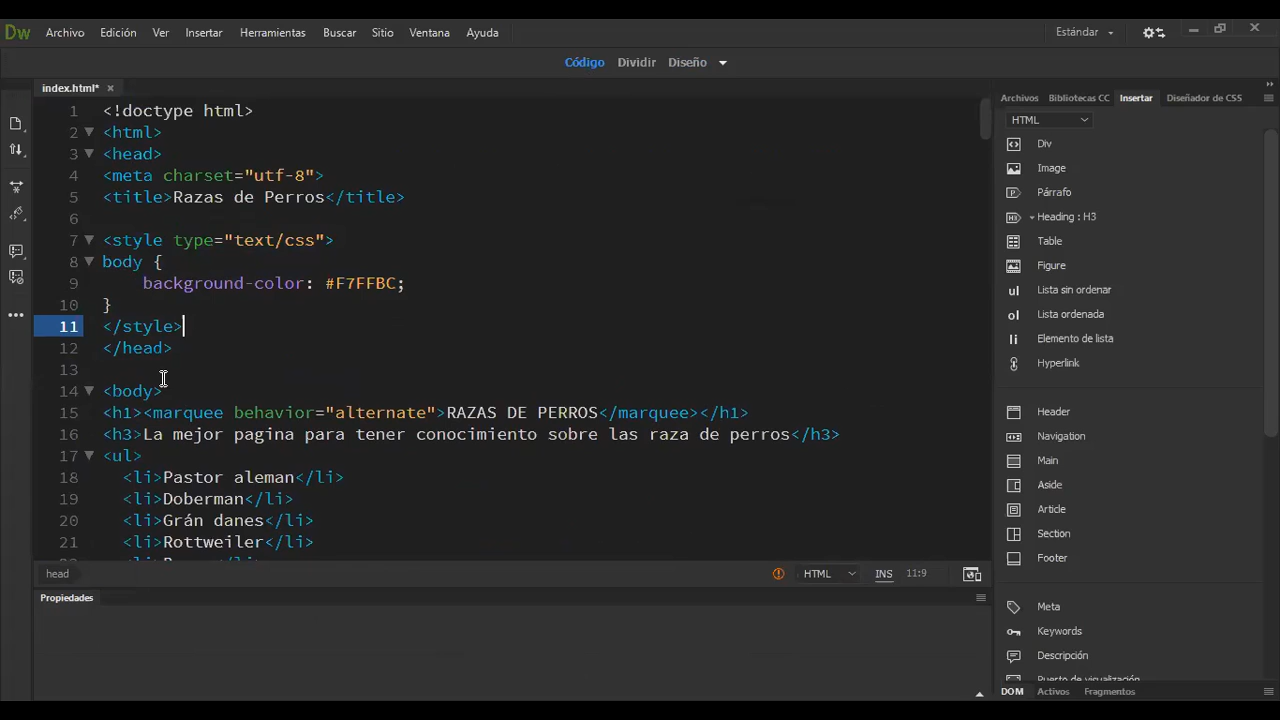 Dw Archivo Edición Ver Insertar Herramientas Buscar Sitio Ventana Ayuda Estándar
Código Dividir Diseño
index.html*
1 <!doctype html>
2 <html>
3 <head>
4 <meta charset="utf-8">
5 <title>Razas de Perros</title>
6
7 <style type="text/css">
8 body {
9 background-color: #F7FFBC;
10 }
11 </style>
12 </head>
13
14 <body>
15 <h1><marquee behavior="alternate">RAZAS DE PERROS</marquee></h1>
16 <h3>La mejor pagina para tener conocimiento sobre las raza de perros</h3>
17 <ul>
18 <li>Pastor aleman</li>
19 <li>Doberman</li>
20 <li>Grán danes</li>
21 <li>Rottweiler</li>
head HTML INS 11:9
Propiedades
Archivos Bibliotecas CC Insertar Diseñador de CSS
HTML
Div
Image
Párrafo
Heading : H3
Table
Figure
ul Lista sin ordenar
ol Lista ordenada
li Elemento de lista
Hyperlink
Header
Navigation
Main
Aside
Article
Section
Footer
Meta
Keywords
Descripción
Puerto de visualización
DOM Activos Fragmentos